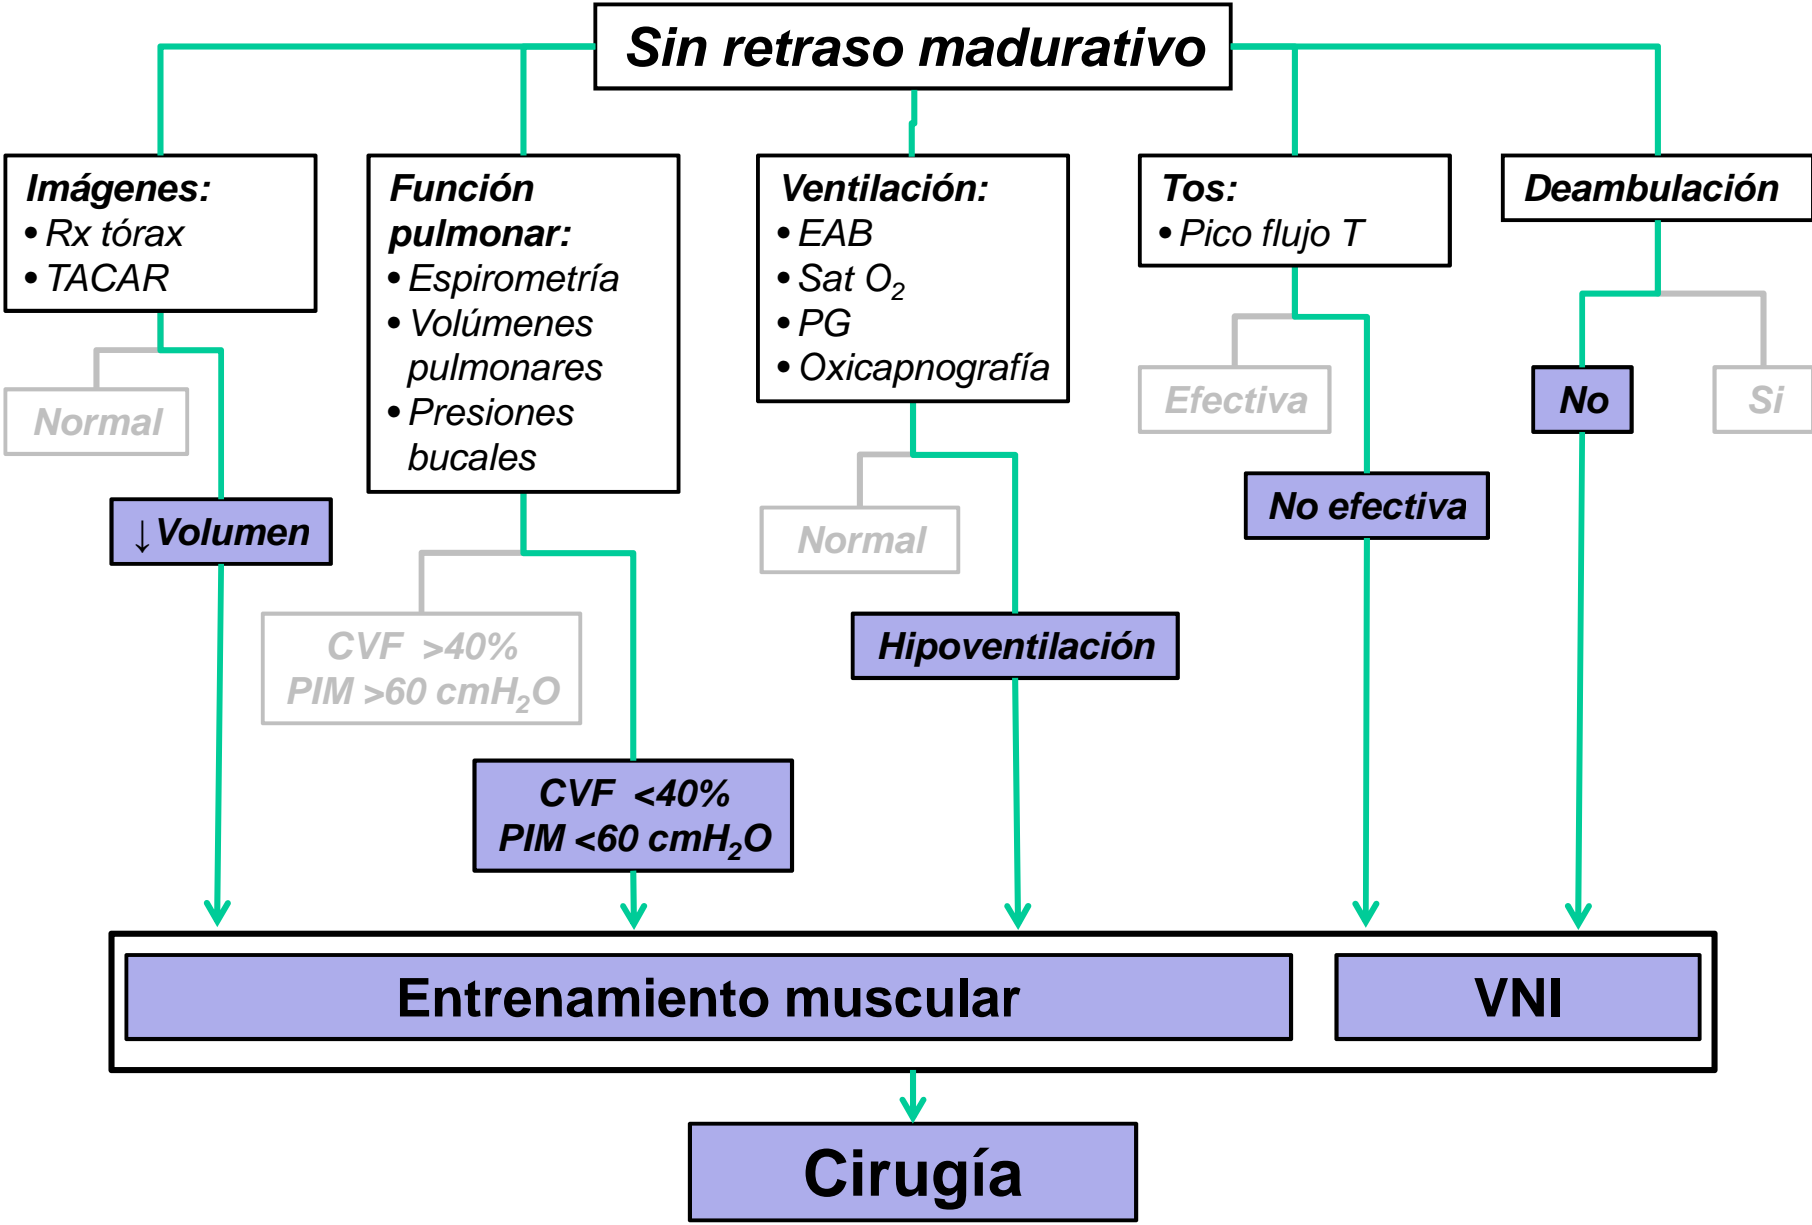 Sin retraso madurativo
Imágenes:
• Rx tórax
• TACAR
Función
pulmonar:
• Espirometría
• Volúmenes
pulmonares
• Presiones
bucales
Ventilación:
• EAB
• Sat O₂
• PG
• Oxicapnografía
Tos:
• Pico flujo T
Deambulación
Normal
↓Volumen
CVF >40%
PIM >60 cmH₂O
CVF <40%
PIM <60 cmH₂O
Normal
Hipoventilación
Efectiva
No efectiva
No
Si
Entrenamiento muscular
VNI
Cirugía